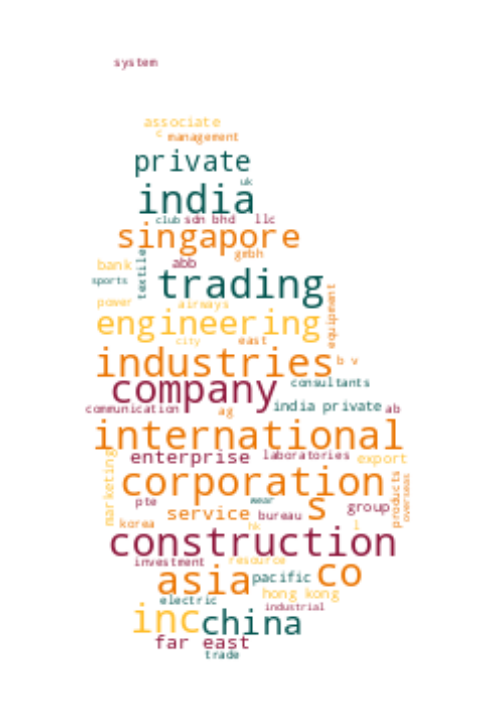 system
associate
c management
private
uk
india
club sdn bhd llc
singapore
gmbh
bank abb
textile
sports
trading
power airways
equipment
engineering
city east
industries b v
company consultants
communication ag india private ab
international
enterprise laboratories export
marketing
corporation
products
overseas
pte wear s group
service bureau
korea hk l
construction
investment resource
asia pacific co
electric hong kong
industrial
inc china
far east
trade